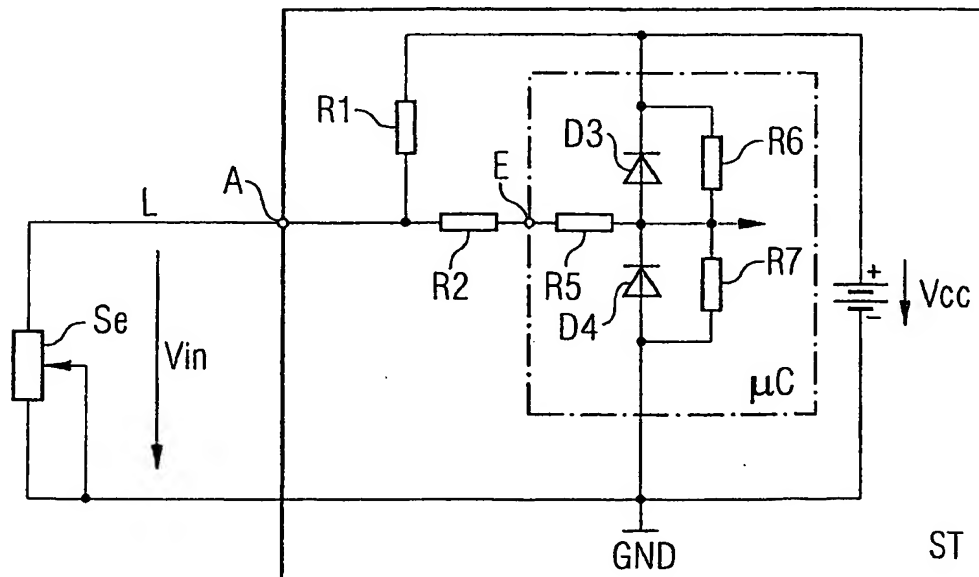 R1
D3
R6
L
A
E
R2
R5
R7
D4
+
Vcc
–
Se
Vin
μC
GND
ST